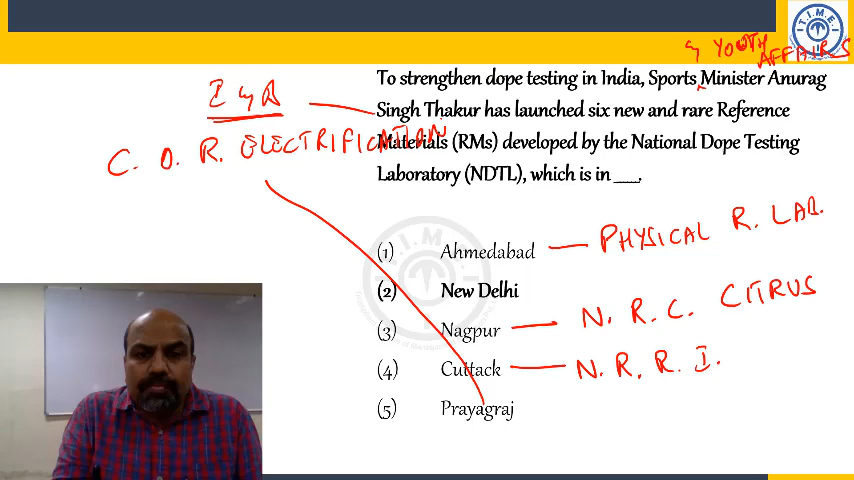 T.I.M.E.
↳ YOUTH AFFAIRS
To strengthen dope testing in India, Sports Minister Anurag
Singh Thakur has launched six new and rare Reference
Materials (RMs) developed by the National Dope Testing
Laboratory (NDTL), which is in ___.
I ↳ B
C. O. R. ELECTRIFICATION
(1) Ahmedabad — PHYSICAL R. LAB.
(2) New Delhi
(3) Nagpur — N. R. C. CITRUS
(4) Cuttack — N. R. R. I.
(5) Prayagraj